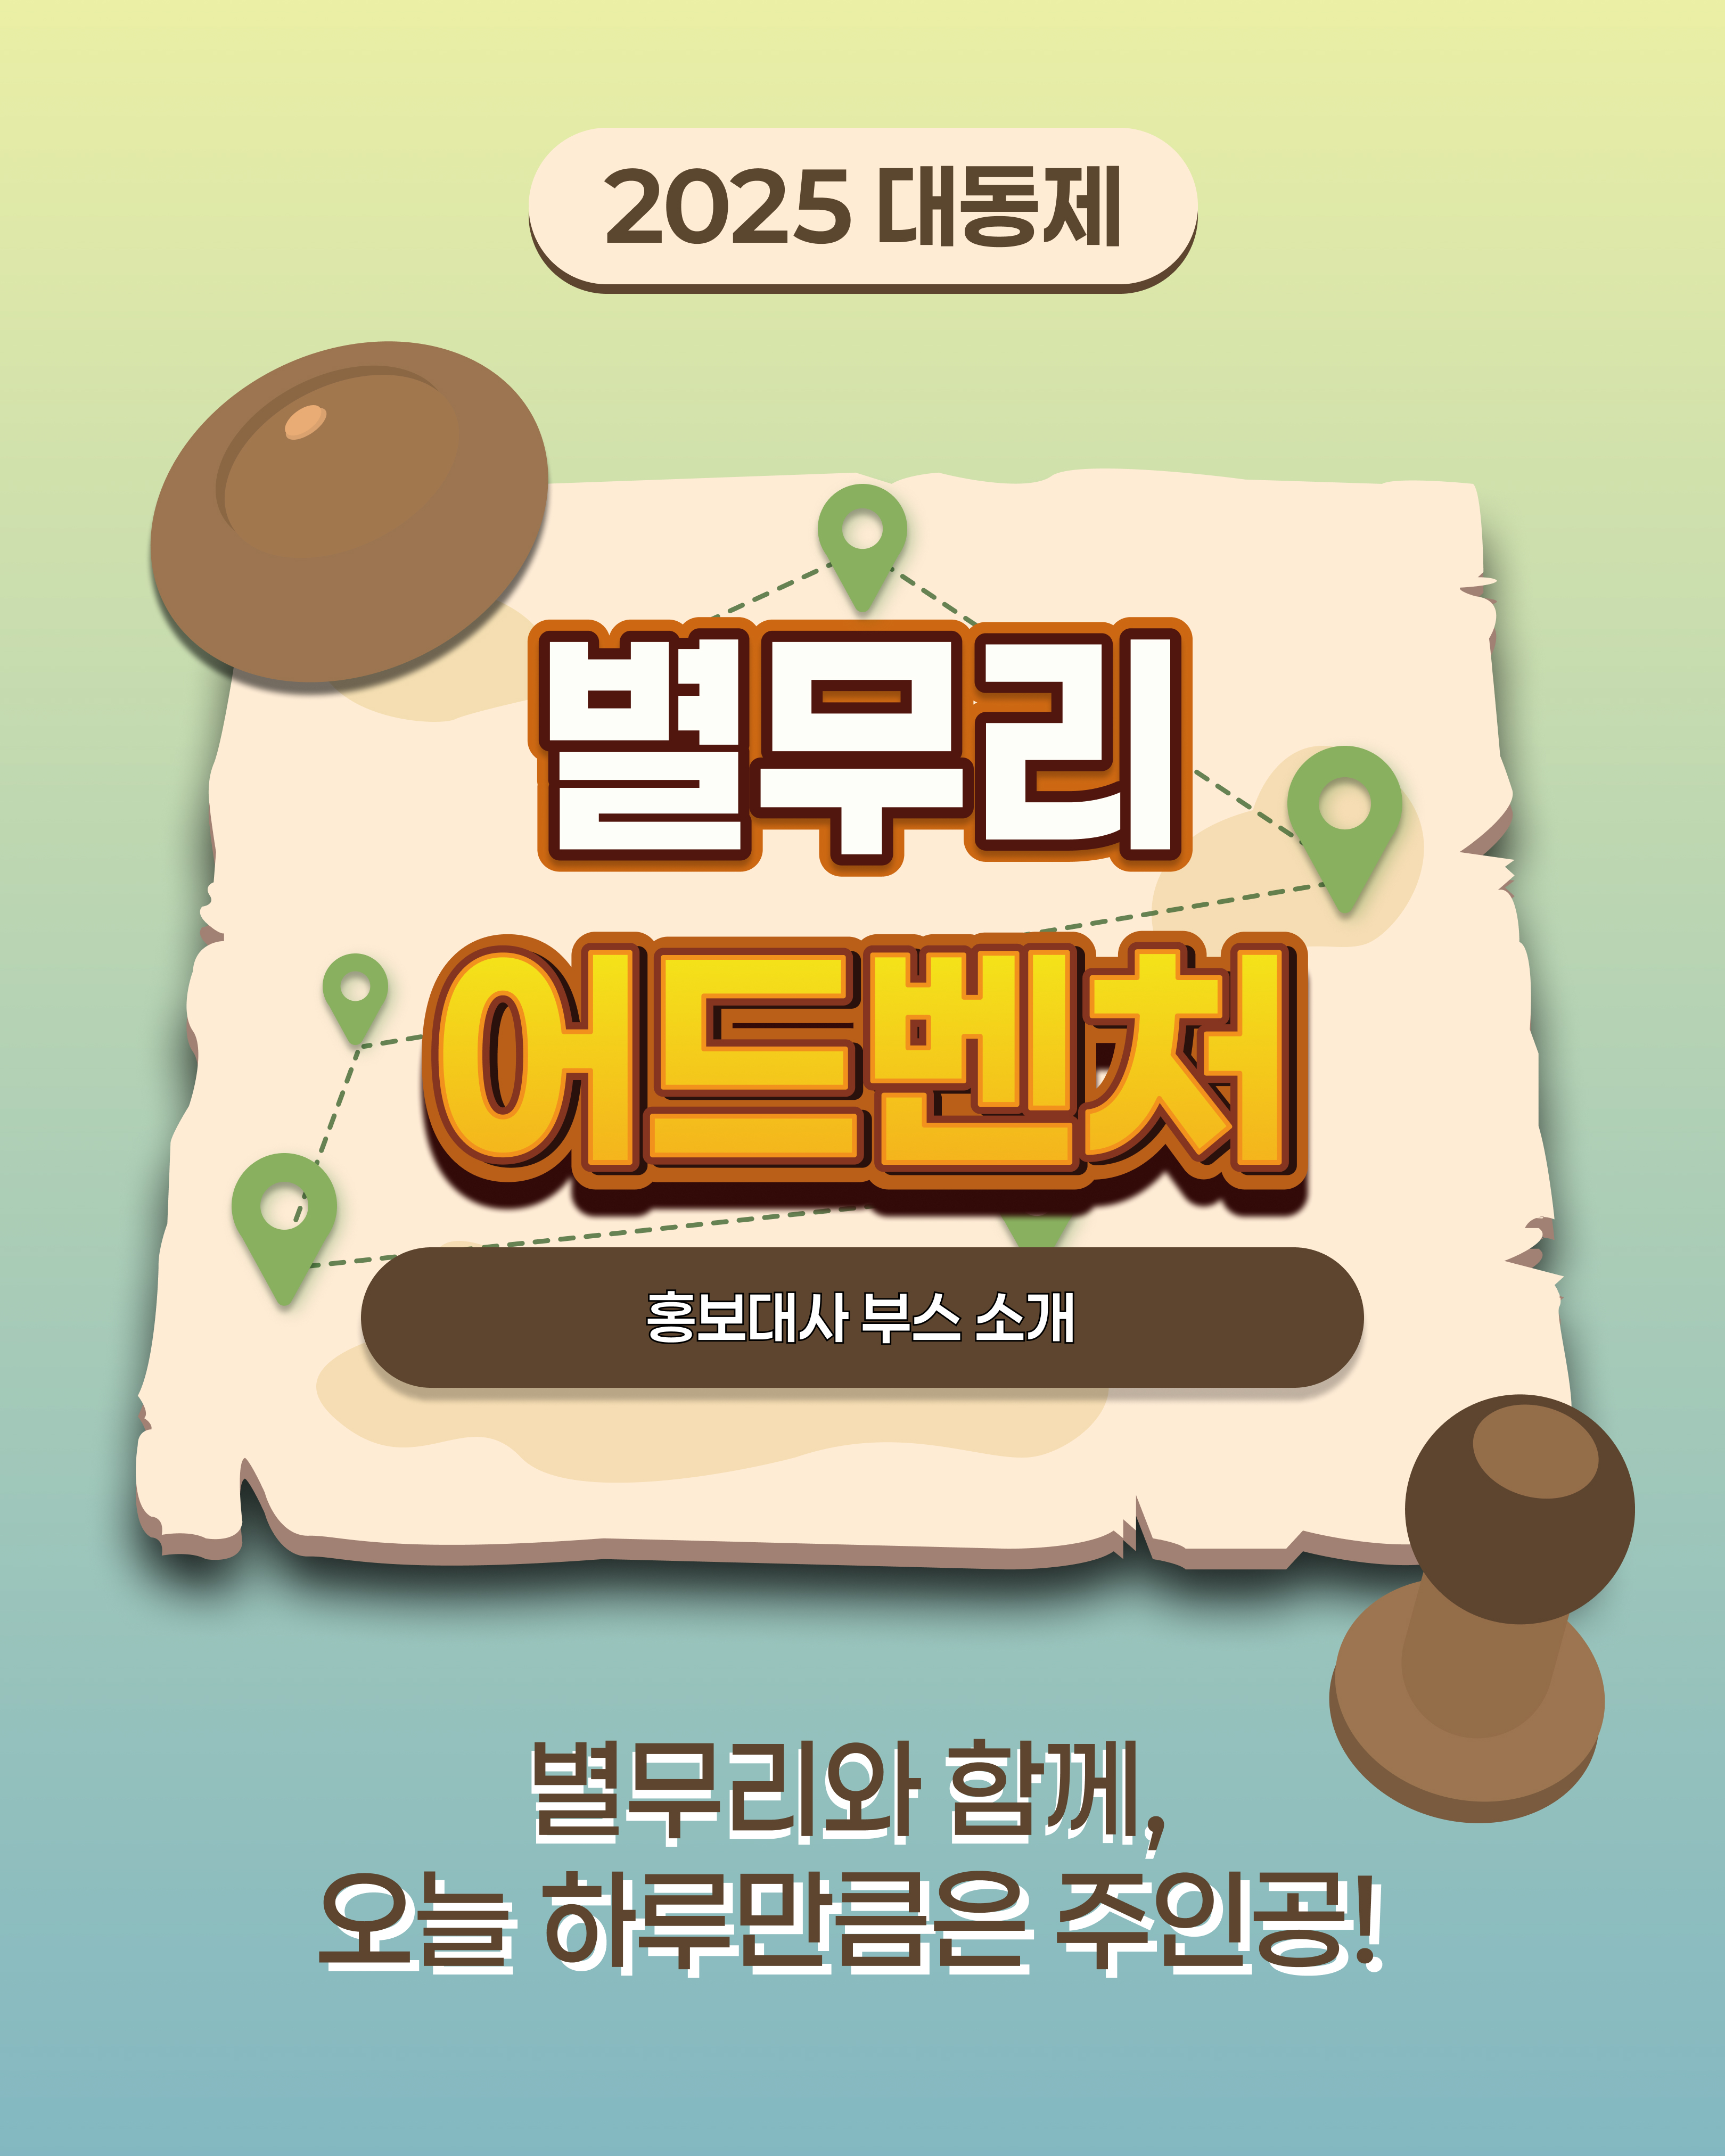 2025 대동제
별무리
어드벤처
홍보대사 부스 소개
별무리와 함께,
오늘 하루만큼은 주인공!